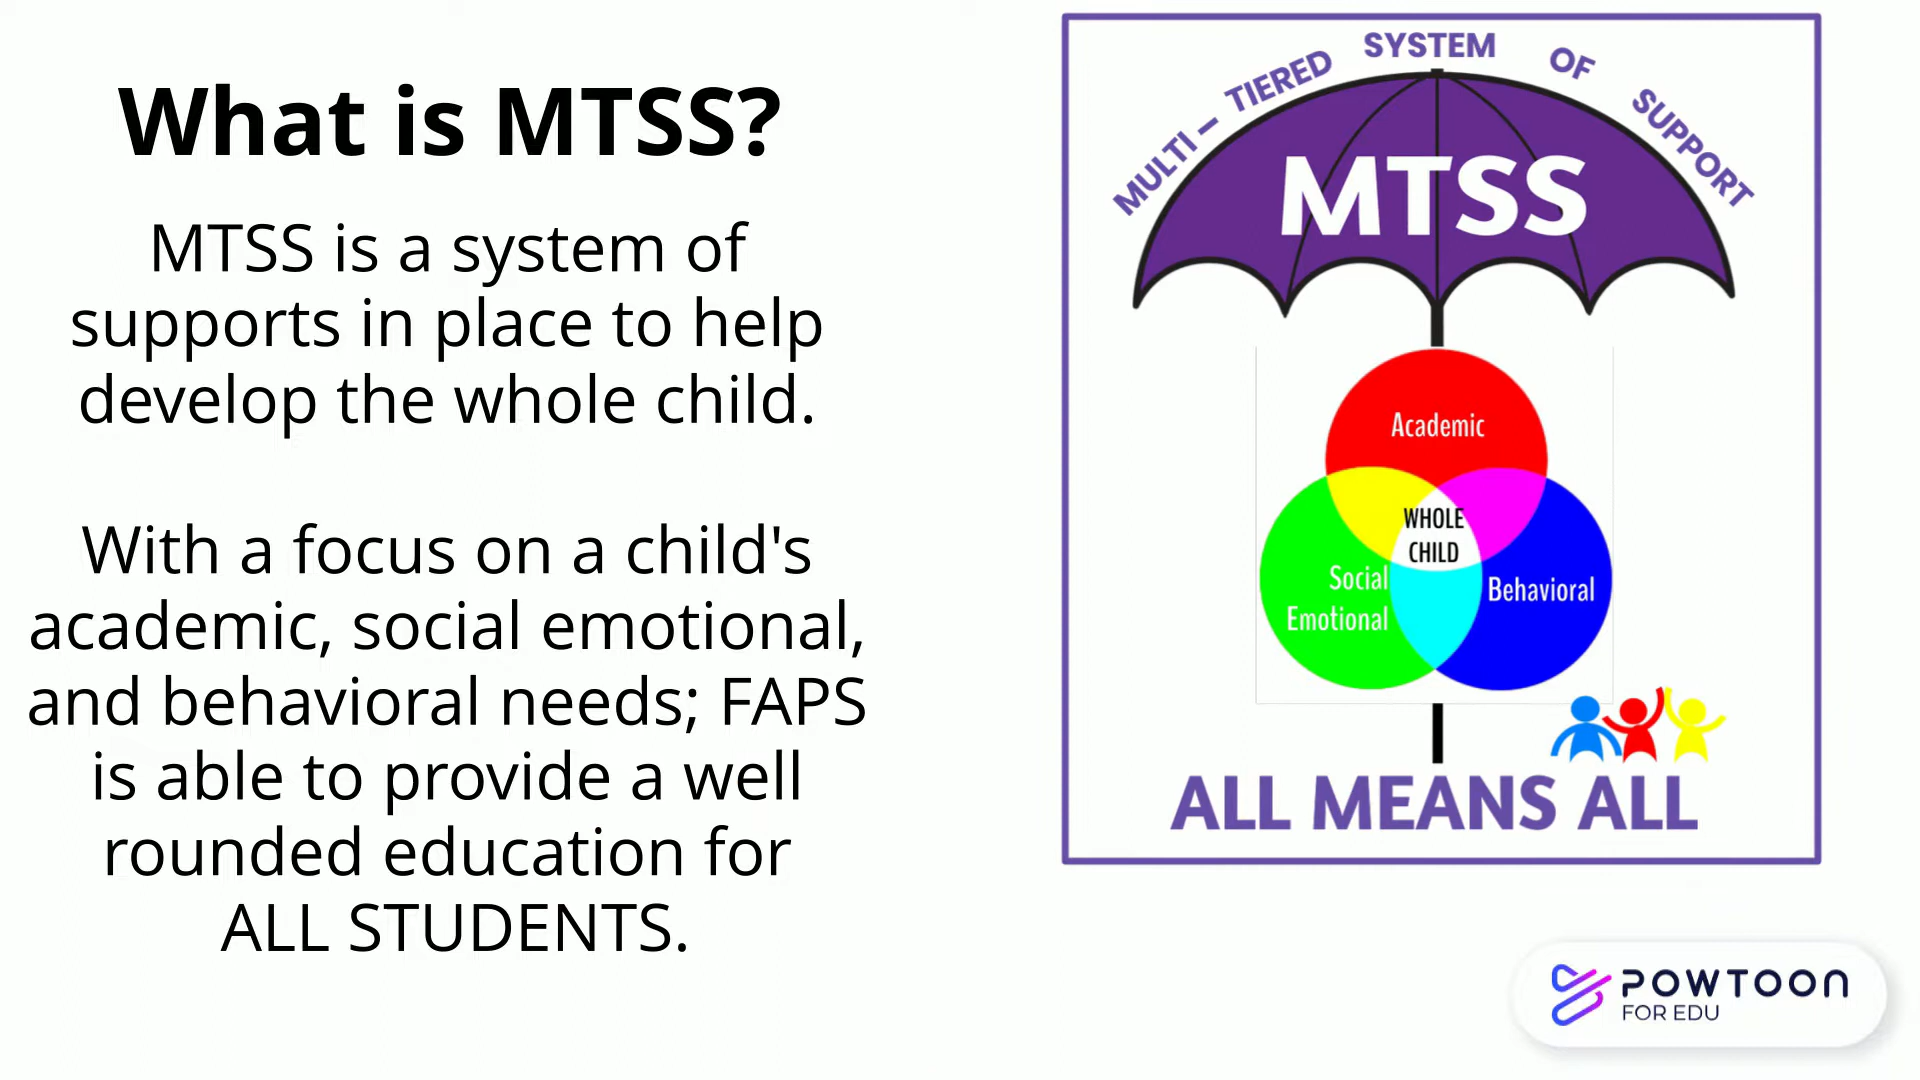 What is MTSS?
MTSS is a system of
supports in place to help
develop the whole child.
With a focus on a child's
academic, social emotional,
and behavioral needs; FAPS
is able to provide a well
rounded education for
ALL STUDENTS.
MULTI – TIERED SYSTEM OF SUPPORT
MTSS
Academic
WHOLE
CHILD
Social
Emotional
Behavioral
ALL MEANS ALL
POWTOON
FOR EDU